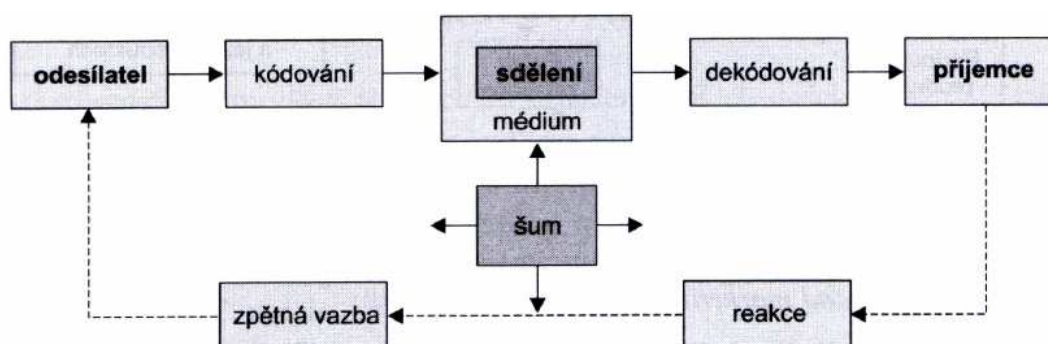 odesílatel
kódování
sdělení
médium
dekódování
příjemce
šum
zpětná vazba
reakce